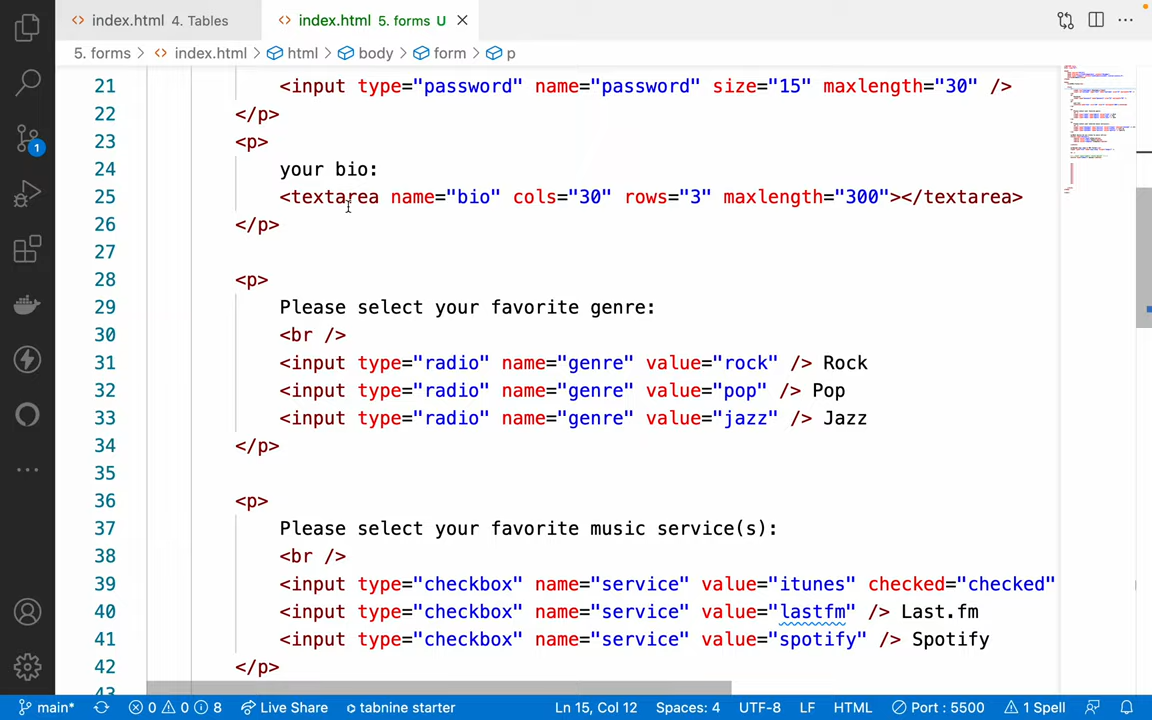 index.html 4. Tables
index.html 5. forms U
5. forms > index.html > html > body > form > p
21 <input type="password" name="password" size="15" maxlength="30" />
22 </p>
23 <p>
24 your bio:
25 <textarea name="bio" cols="30" rows="3" maxlength="300"></textarea>
26 </p>
27
28 <p>
29 Please select your favorite genre:
30 <br />
31 <input type="radio" name="genre" value="rock" /> Rock
32 <input type="radio" name="genre" value="pop" /> Pop
33 <input type="radio" name="genre" value="jazz" /> Jazz
34 </p>
35
36 <p>
37 Please select your favorite music service(s):
38 <br />
39 <input type="checkbox" name="service" value="itunes" checked="checked"
40 <input type="checkbox" name="service" value="lastfm" /> Last.fm
41 <input type="checkbox" name="service" value="spotify" /> Spotify
42 </p>
43
1
main* 0 0 8 Live Share tabnine starter Ln 15, Col 12 Spaces: 4 UTF-8 LF HTML Port : 5500 1 Spell